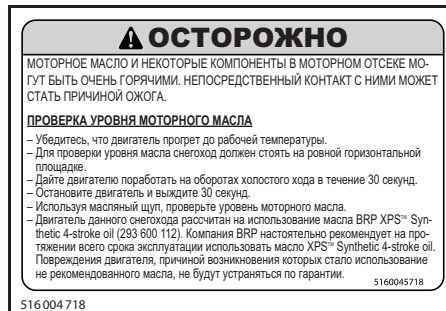 ОСТОРОЖНО
МОТОРНОЕ МАСЛО И НЕКОТОРЫЕ КОМПОНЕНТЫ В МОТОРНОМ ОТСЕКЕ МО-
ГУТ БЫТЬ ОЧЕНЬ ГОРЯЧИМИ. НЕПОСРЕДСТВЕННЫЙ КОНТАКТ С НИМИ МОЖЕТ
СТАТЬ ПРИЧИНОЙ ОЖОГА.
ПРОВЕРКА УРОВНЯ МОТОРНОГО МАСЛА
– Убедитесь, что двигатель прогрет до рабочей температуры.
– Для проверки уровня масла снегоход должен стоять на ровной горизонтальной
площадке.
– Дайте двигателю поработать на оборотах холостого хода в течение 30 секунд.
– Остановите двигатель и выждите 30 секунд.
– Используя масляный щуп, проверьте уровень моторного масла.
– Двигатель данного снегохода рассчитан на использование масла BRP XPS™ Syn-
thetic 4-stroke oil (293 600 112). Компания BRP настоятельно рекомендует на про-
тяжении всего срока эксплуатации использовать масло XPS™ Synthetic 4-stroke oil.
Повреждения двигателя, причиной возникновения которых стало использование
не рекомендованного масла, не будут устраняться по гарантии.
5160045718
516 004 718